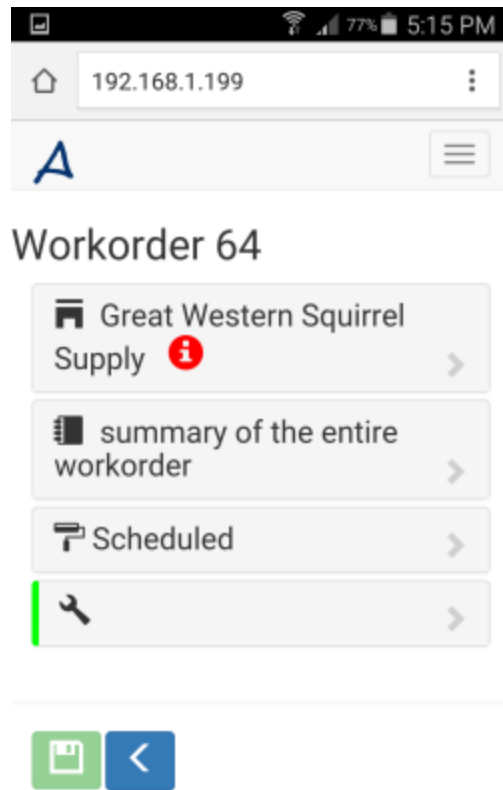 77% 5:15 PM
192.168.1.199
A
Workorder 64
Great Western Squirrel
Supply
summary of the entire
workorder
Scheduled